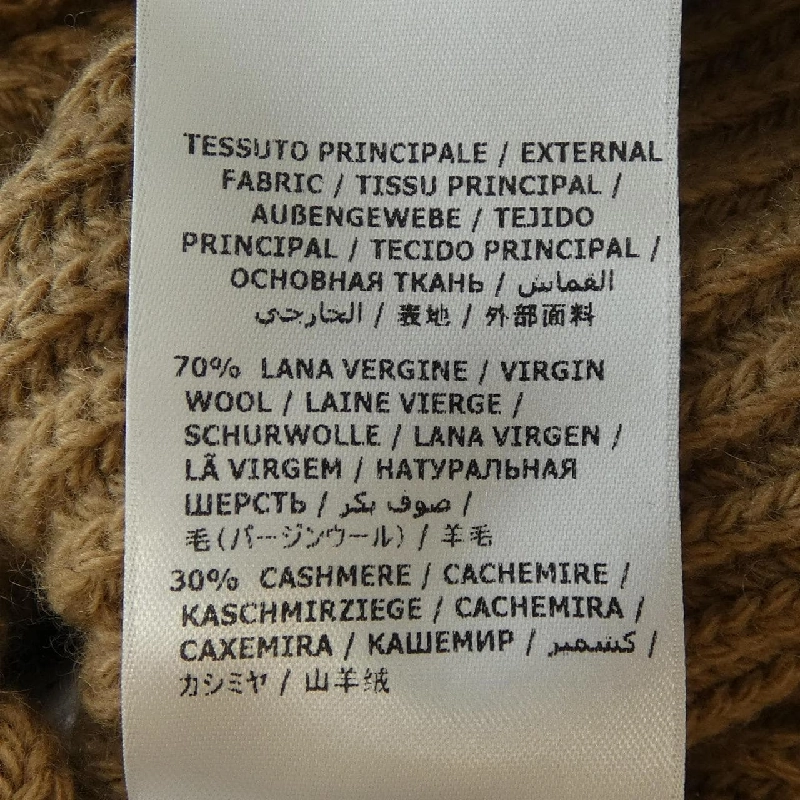 TESSUTO PRINCIPALE / EXTERNAL
FABRIC / TISSU PRINCIPAL /
AUßENGEWEBE / TEJIDO
PRINCIPAL / TECIDO PRINCIPAL /
ОСНОВНАЯ ТКАНЬ / القماش
الخارجي / 表地 / 外部面料
70% LANA VERGINE / VIRGIN
WOOL / LAINE VIERGE /
SCHURWOLLE / LANA VIRGEN /
LÃ VIRGEM / НАТУРАЛЬНАЯ
ШЕРСТЬ / صوف بكر /
毛(バージンウール) / 羊毛
30% CASHMERE / CACHEMIRE /
KASCHMIRZIEGE / CACHEMIRA /
CAXEMIRA / КАШЕМИР / كشمير /
カシミヤ / 山羊绒